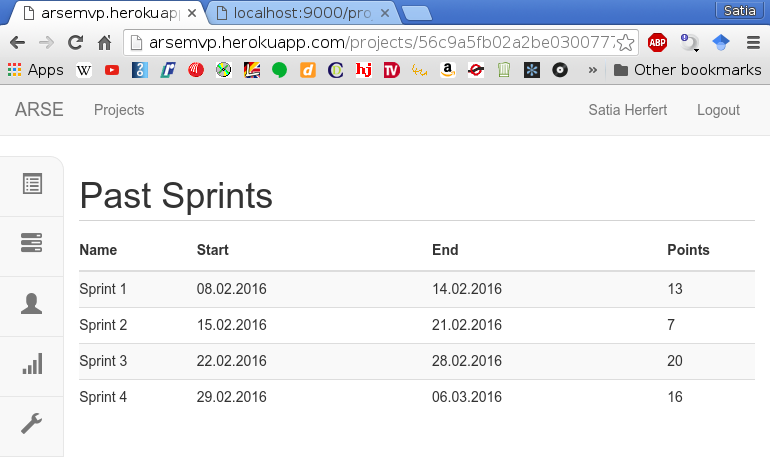 Satia
arsemvp.herokuap
localhost:9000/pro
arsemvp.herokuapp.com/projects/56c9a5fb02a2be0300777
ABP
Apps
W
hj
TV
a
»
Other bookmarks
ARSE
Projects
Satia Herfert
Logout
Past Sprints
Name Start End Points
Sprint 1 08.02.2016 14.02.2016 13
Sprint 2 15.02.2016 21.02.2016 7
Sprint 3 22.02.2016 28.02.2016 20
Sprint 4 29.02.2016 06.03.2016 16